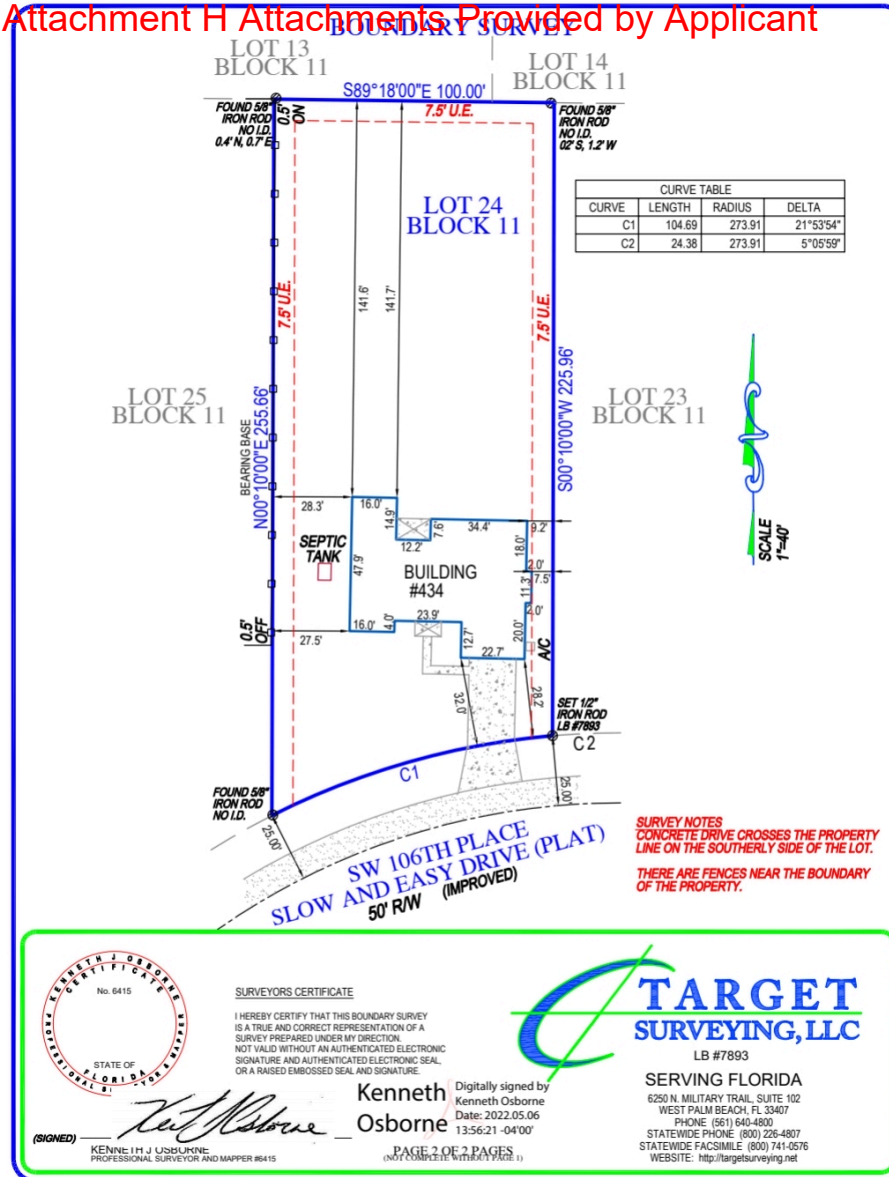 Attachment H Attachments Provided by Applicant
BOUNDARY SURVEY
LOT 13
BLOCK 11
LOT 14
BLOCK 11
S89°18'00"E 100.00'
7.5' U.E.
FOUND 5/8"
IRON ROD
NO I.D.
0.4' N, 0.7' E
0.5'
ON
FOUND 5/8"
IRON ROD
NO I.D.
02' S, 1.2' W
CURVE TABLE
CURVE LENGTH RADIUS DELTA
C1 104.69 273.91 21°53'54"
C2 24.38 273.91 5°05'59"
LOT 24
BLOCK 11
141.6'
141.7'
7.5' U.E.
7.5' U.E.
LOT 25
BLOCK 11
BEARING BASE
N00°10'00"E 255.66'
S00°10'00"W 225.96'
LOT 23
BLOCK 11
SCALE
1"=40'
28.3'
16.0'
14.9'
12.2'
7.6'
34.4'
9.2'
18.0'
2.0'
7.5'
11.3'
2.0'
SEPTIC
TANK
47.9'
BUILDING
#434
0.5'
OFF
27.5'
16.0'
4.0'
23.9'
12.7'
22.7'
20.0'
A/C
32.0'
28.2'
SET 1/2"
IRON ROD
LB #7893
C2
C1
25.00'
FOUND 5/8"
IRON ROD
NO I.D.
25.00'
SW 106TH PLACE
SLOW AND EASY DRIVE (PLAT)
50' R/W (IMPROVED)
SURVEY NOTES
CONCRETE DRIVE CROSSES THE PROPERTY
LINE ON THE SOUTHERLY SIDE OF THE LOT.
THERE ARE FENCES NEAR THE BOUNDARY
OF THE PROPERTY.
KENNETH J OSBORNE
CERTIFICATE
No. 6415
STATE OF
FLORIDA
SURVEYORS CERTIFICATE
I HEREBY CERTIFY THAT THIS BOUNDARY SURVEY
IS A TRUE AND CORRECT REPRESENTATION OF A
SURVEY PREPARED UNDER MY DIRECTION.
NOT VALID WITHOUT AN AUTHENTICATED ELECTRONIC
SIGNATURE AND AUTHENTICATED ELECTRONIC SEAL,
OR A RAISED EMBOSSED SEAL AND SIGNATURE.
(SIGNED)
KENNETH J OSBORNE
PROFESSIONAL SURVEYOR AND MAPPER #6415
Kenneth
Osborne
Digitally signed by
Kenneth Osborne
Date: 2022.05.06
13:56:21 -04'00'
PAGE 2 OF 2 PAGES
(NOT COMPLETE WITHOUT PAGE 1)
TARGET
SURVEYING, LLC
LB #7893
SERVING FLORIDA
6250 N. MILITARY TRAIL, SUITE 102
WEST PALM BEACH, FL 33407
PHONE (561) 640-4800
STATEWIDE PHONE (800) 226-4807
STATEWIDE FACSIMILE (800) 741-0576
WEBSITE: http://targetsurveying.net